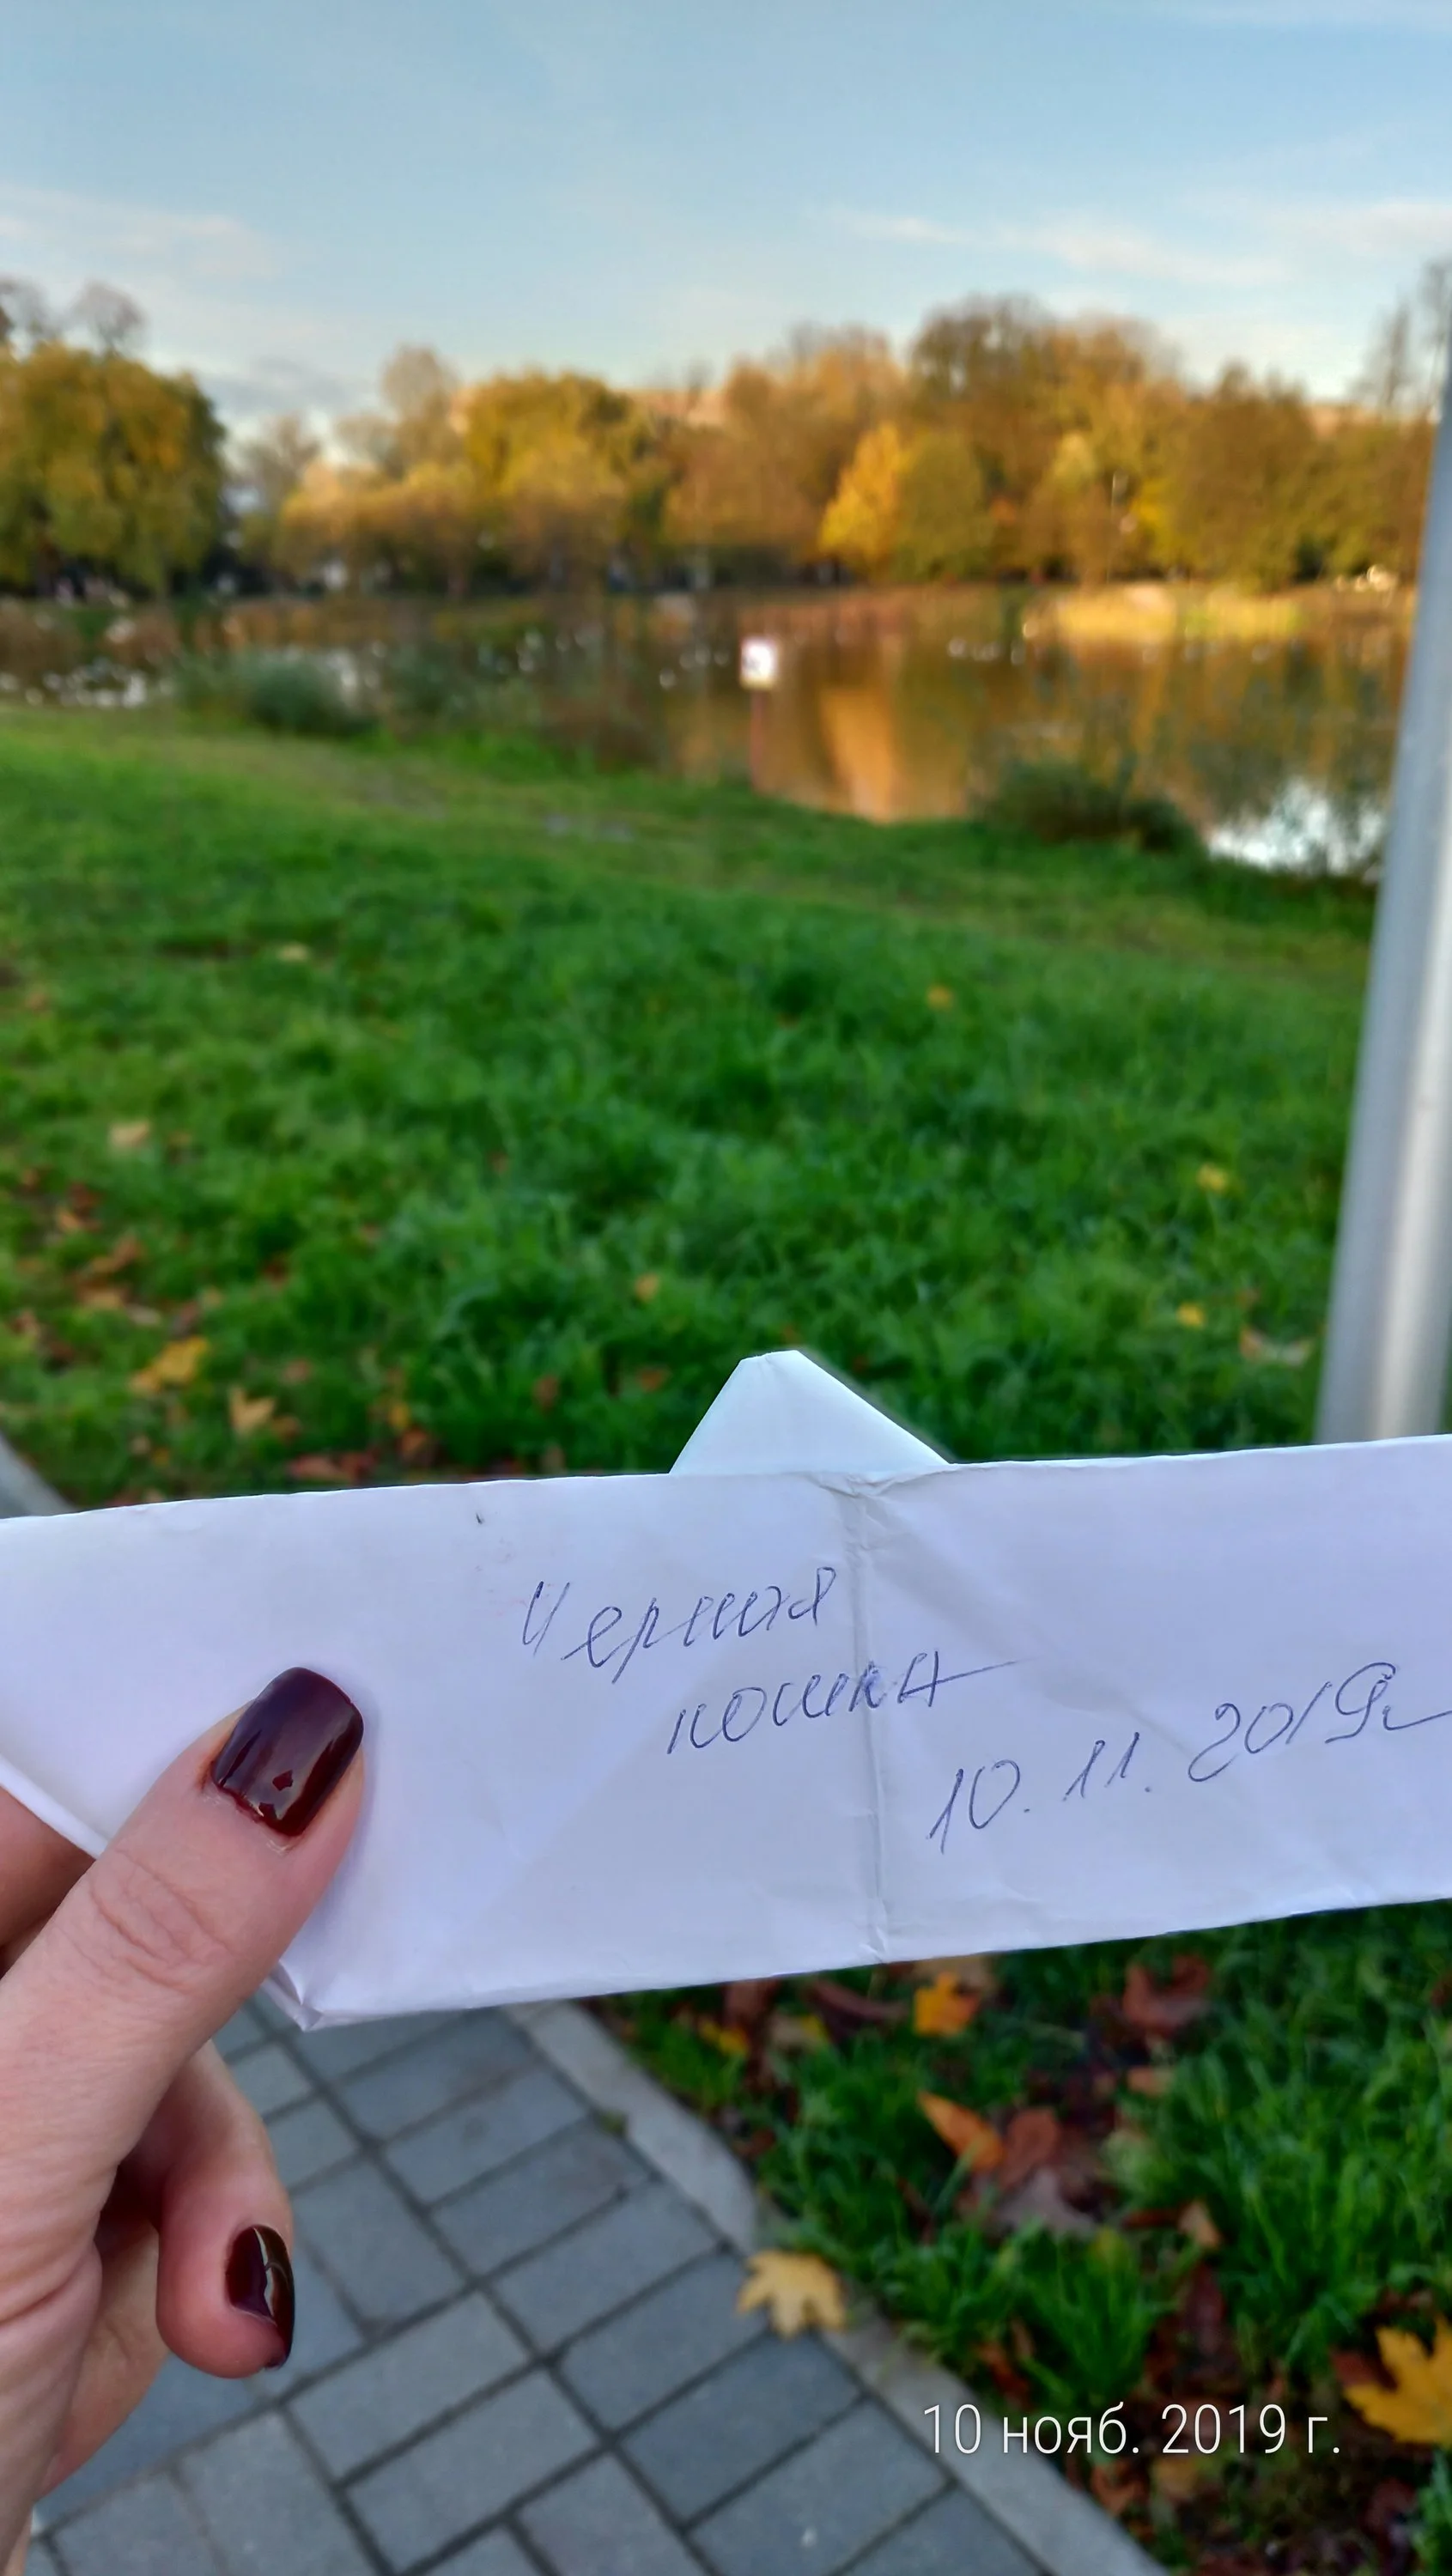 Черная
кошка
10.11.2019г
10 нояб. 2019 г.